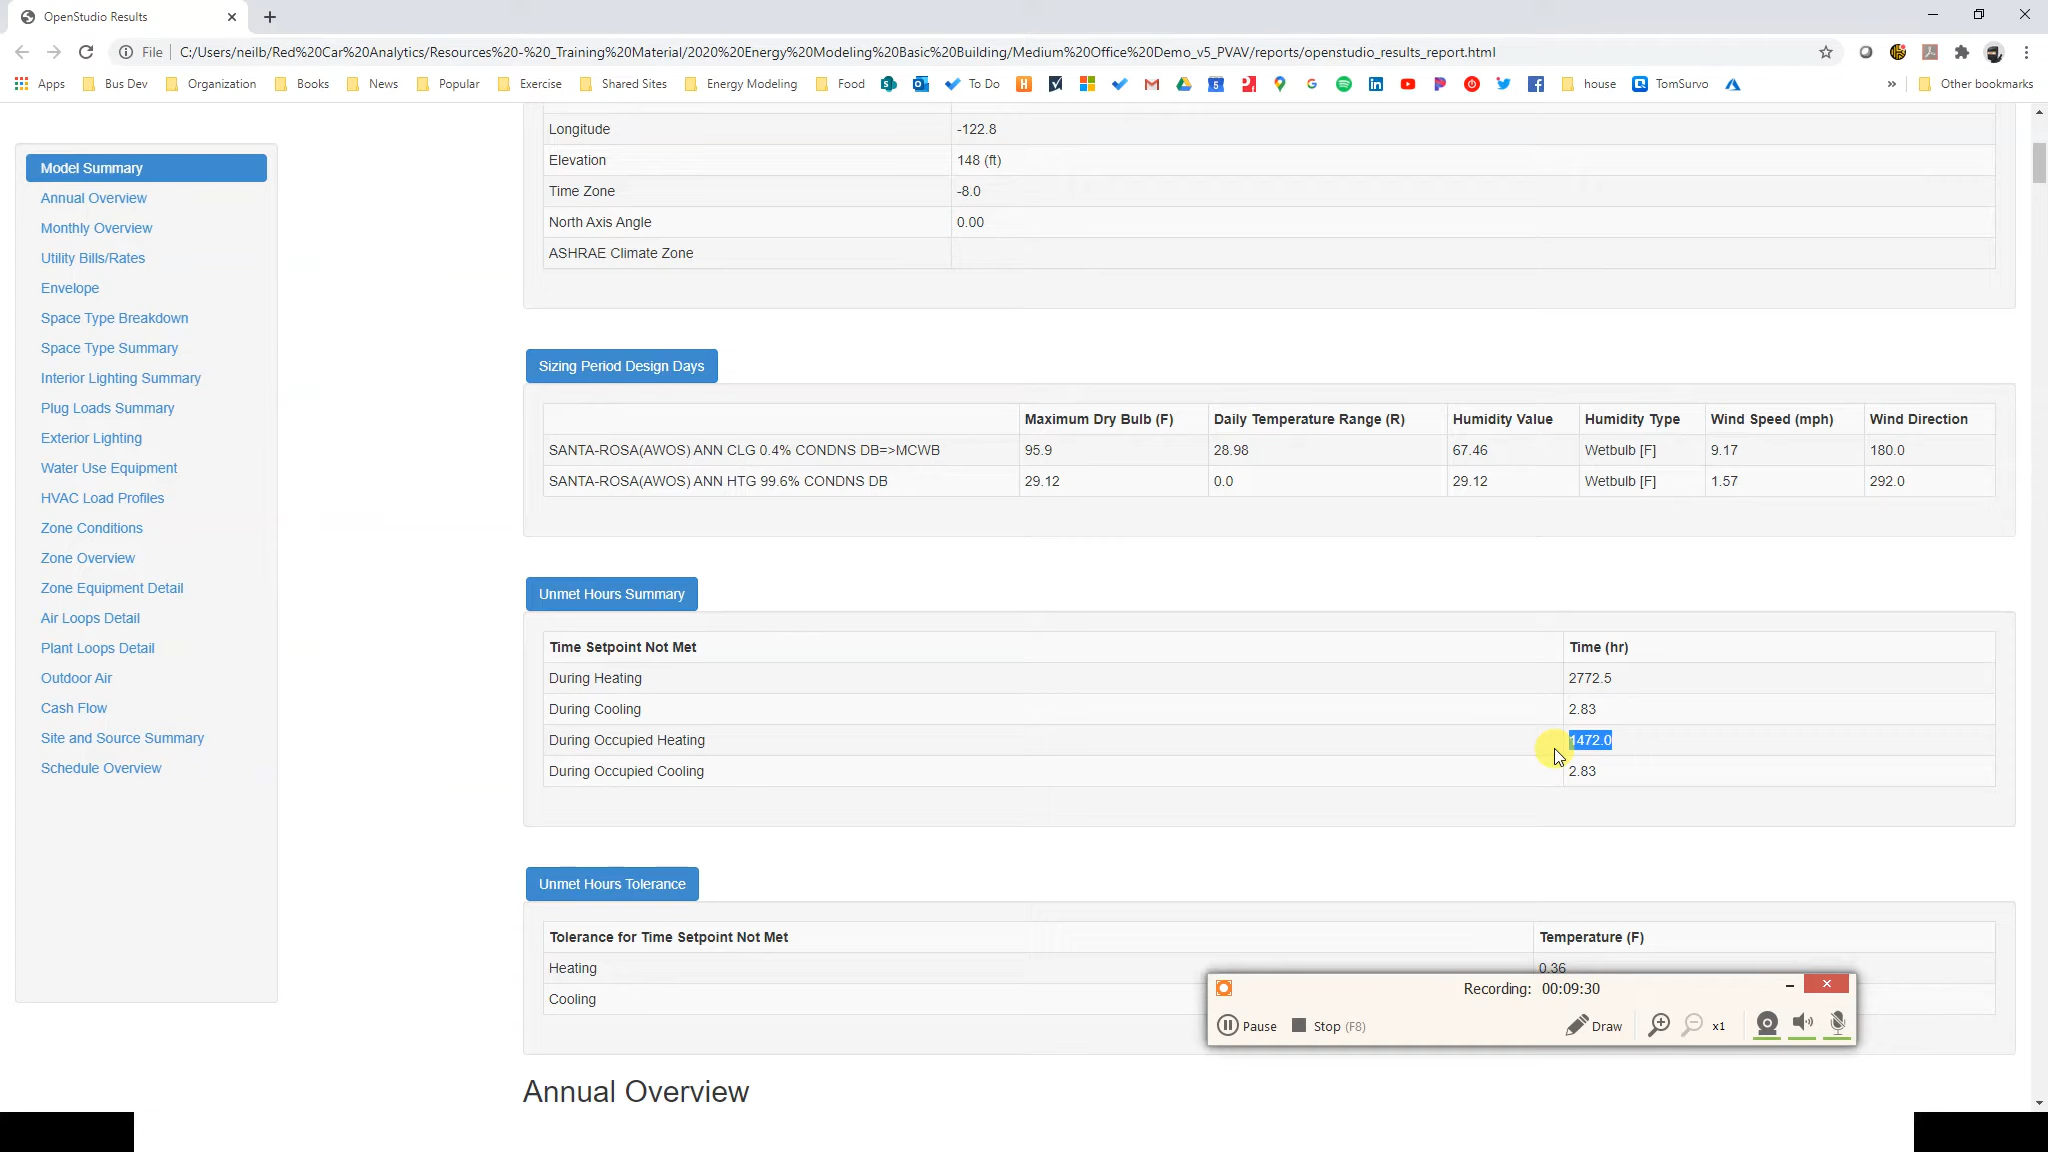 OpenStudio Results
File C:/Users/neilb/Red%20Car%20Analytics/Resources%20-%20_Training%20Material/2020%20Energy%20Modeling%20Basic%20Building/Medium%20Office%20Demo_v5_PVAV/reports/openstudio_results_report.html
Apps Bus Dev Organization Books News Popular Exercise Shared Sites Energy Modeling Food To Do house TomSurvo » Other bookmarks
Model Summary
Annual Overview
Monthly Overview
Utility Bills/Rates
Envelope
Space Type Breakdown
Space Type Summary
Interior Lighting Summary
Plug Loads Summary
Exterior Lighting
Water Use Equipment
HVAC Load Profiles
Zone Conditions
Zone Overview
Zone Equipment Detail
Air Loops Detail
Plant Loops Detail
Outdoor Air
Cash Flow
Site and Source Summary
Schedule Overview
Longitude -122.8
Elevation 148 (ft)
Time Zone -8.0
North Axis Angle 0.00
ASHRAE Climate Zone
Sizing Period Design Days
Maximum Dry Bulb (F) Daily Temperature Range (R) Humidity Value Humidity Type Wind Speed (mph) Wind Direction
SANTA-ROSA(AWOS) ANN CLG 0.4% CONDNS DB=>MCWB 95.9 28.98 67.46 Wetbulb [F] 9.17 180.0
SANTA-ROSA(AWOS) ANN HTG 99.6% CONDNS DB 29.12 0.0 29.12 Wetbulb [F] 1.57 292.0
Unmet Hours Summary
Time Setpoint Not Met Time (hr)
During Heating 2772.5
During Cooling 2.83
During Occupied Heating 1472.0
During Occupied Cooling 2.83
Unmet Hours Tolerance
Tolerance for Time Setpoint Not Met Temperature (F)
Heating 0.36
Cooling
Recording: 00:09:30
Pause Stop (F8) Draw x1
Annual Overview